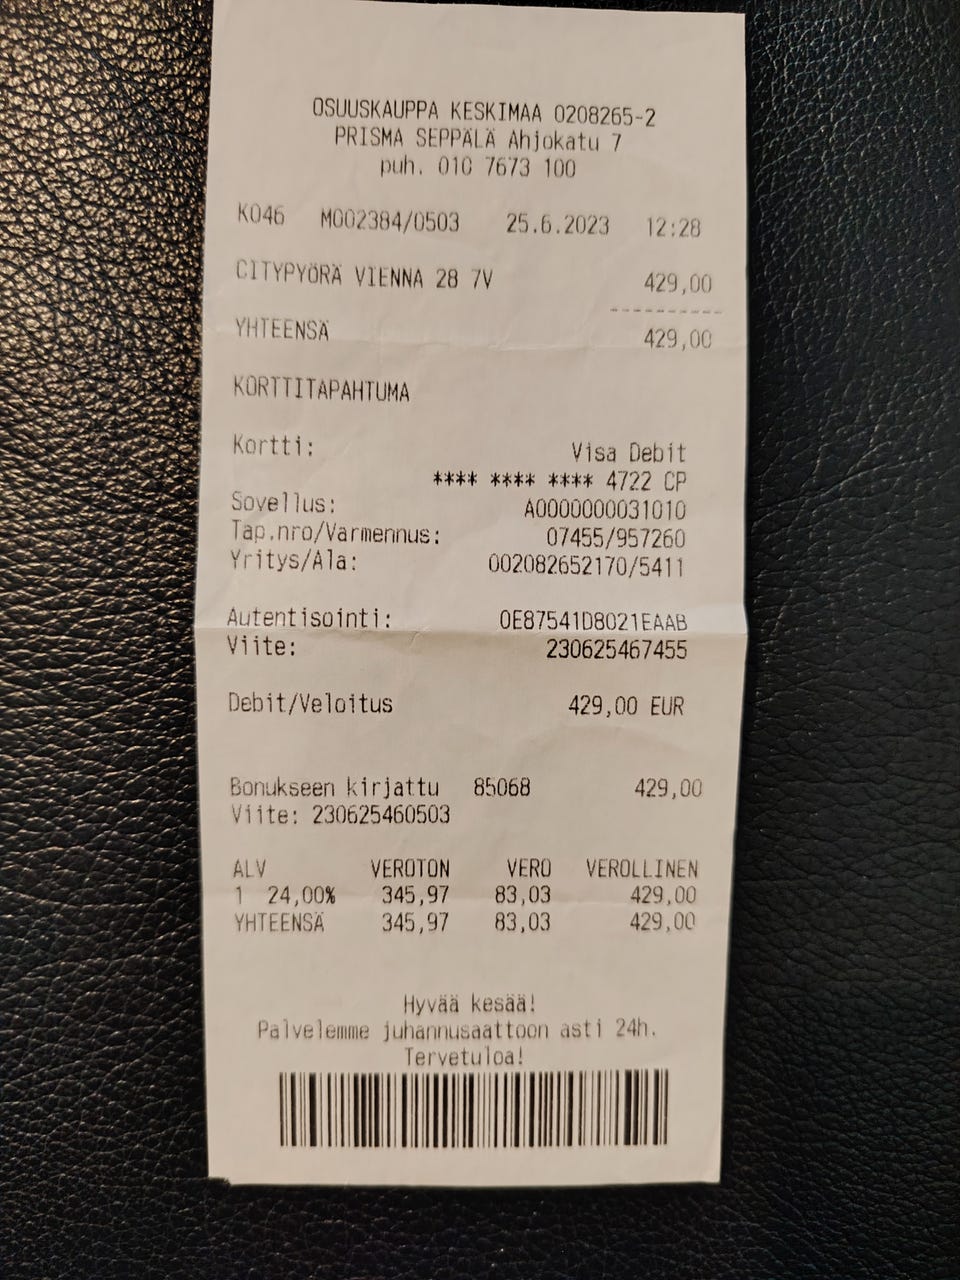 OSUUSKAUPPA KESKIMAA 0208265-2
PRISMA SEPPÄLÄ Ahjokatu 7
puh. 010 7673 100
K046 M002384/0503 25.6.2023 12:28
CITYPYÖRÄ VIENNA 28 7V 429,00
YHTEENSÄ 429,00
KORTTITAPAHTUMA
Kortti: Visa Debit
**** **** **** 4722 CP
Sovellus: A0000000031010
Tap.nro/Varmennus: 07455/957260
Yritys/Ala: 002082652170/5411
Autentisointi: 0E87541D8021EAAB
Viite: 230625467455
Debit/Veloitus 429,00 EUR
Bonukseen kirjattu 85068 429,00
Viite: 230625460503
ALV VEROTON VERO VEROLLINEN
1 24,00% 345,97 83,03 429,00
YHTEENSÄ 345,97 83,03 429,00
Hyvää kesää!
Palvelemme juhannusaattoon asti 24h.
Tervetuloa!